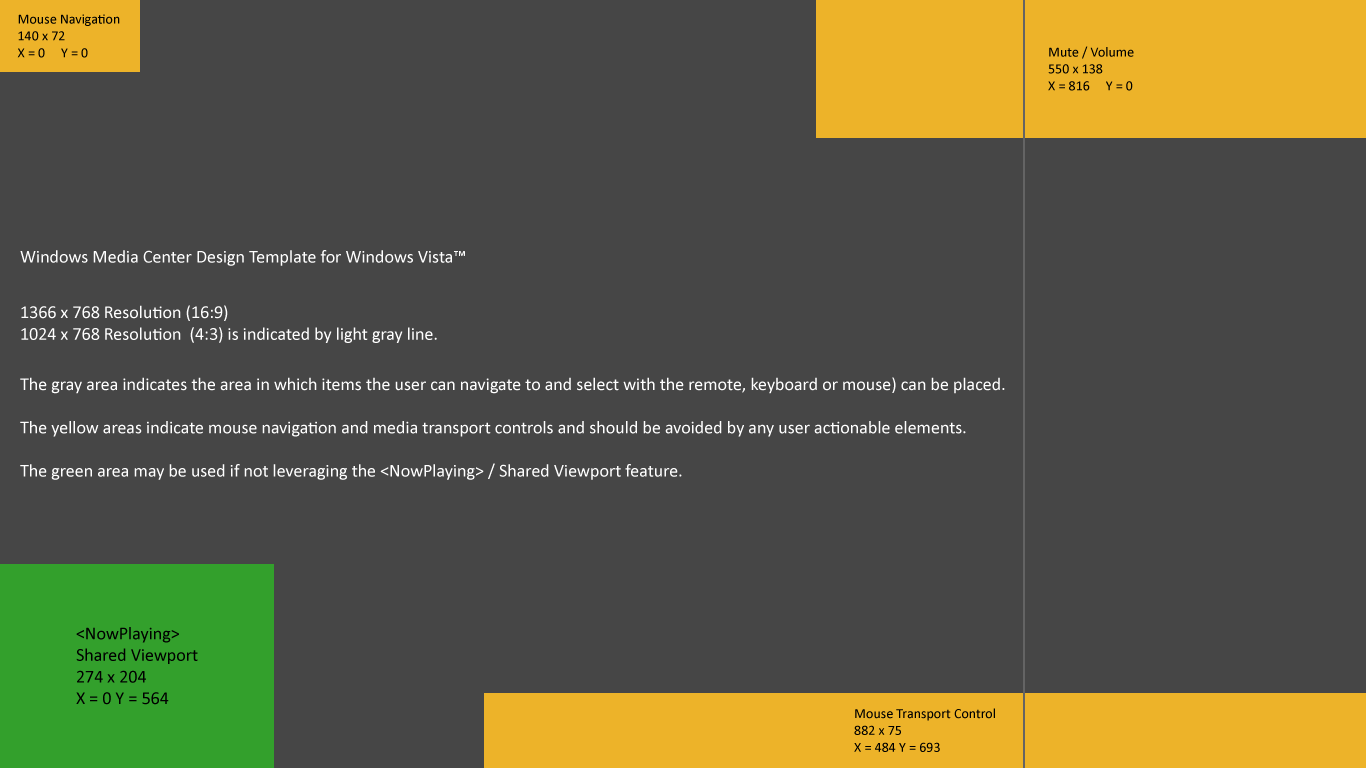 Mouse Navigation
140 x 72
X = 0 Y = 0
Mute / Volume
550 x 138
X = 816 Y = 0
Windows Media Center Design Template for Windows Vista™
1366 x 768 Resolution (16:9)
1024 x 768 Resolution (4:3) is indicated by light gray line.
The gray area indicates the area in which items the user can navigate to and select with the remote, keyboard or mouse) can be placed.
The yellow areas indicate mouse navigation and media transport controls and should be avoided by any user actionable elements.
The green area may be used if not leveraging the <NowPlaying> / Shared Viewport feature.
<NowPlaying>
Shared Viewport
274 x 204
X = 0 Y = 564
Mouse Transport Control
882 x 75
X = 484 Y = 693